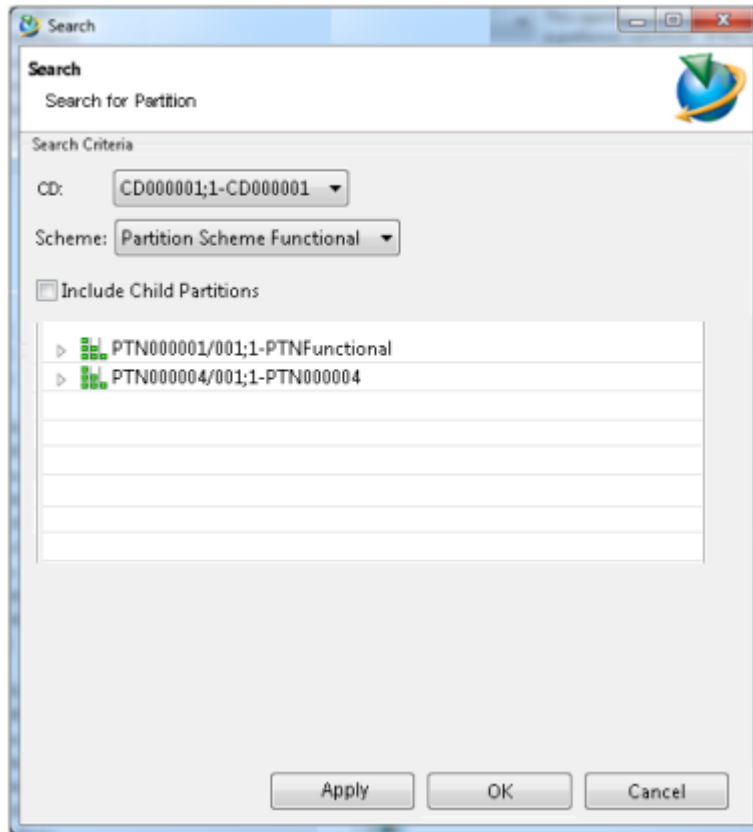 Search
Search
Search for Partition
Search Criteria
CD: CD000001;1-CD000001
Scheme: Partition Scheme Functional
Include Child Partitions
PTN000001/001;1-PTNFunctional
PTN000004/001;1-PTN000004
Apply OK Cancel